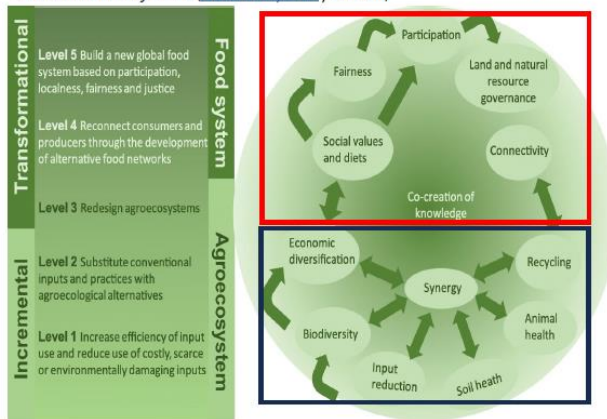 Transformational
Incremental
Level 5 Build a new global food
system based on participation,
localness, fairness and justice
Level 4 Reconnect consumers and
producers through the development
of alternative food networks
Level 3 Redesign agroecosystems
Level 2 Substitute conventional
inputs and practices with
agroecological alternatives
Level 1 Increase efficiency of input
use and reduce use of costly, scarce
or environmentally damaging inputs
Food system
Agroecosystem
Participation
Fairness
Land and natural
resource
governance
Social values
and diets
Connectivity
Co-creation of
knowledge
Economic
diversification
Recycling
Synergy
Biodiversity
Animal
health
Input
reduction
Soil heath